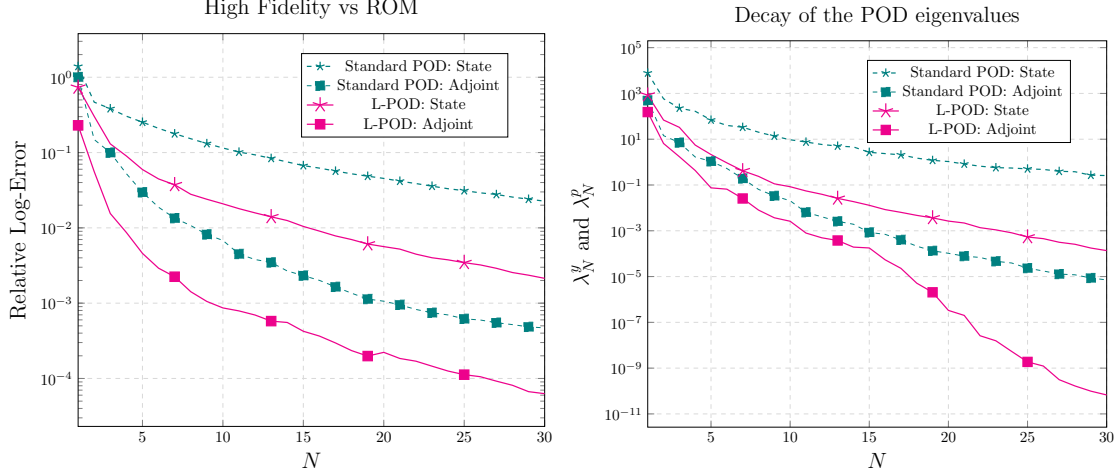 High Fidelity vs ROM
10^0
10^{-1}
10^{-2}
10^{-3}
10^{-4}
Relative Log-Error
Standard POD: State
Standard POD: Adjoint
L-POD: State
L-POD: Adjoint
5 10 15 20 25 30
N
Decay of the POD eigenvalues
10^5
10^3
10^1
10^{-1}
10^{-3}
10^{-5}
10^{-7}
10^{-9}
10^{-11}
λ_N^y and λ_N^p
Standard POD: State
Standard POD: Adjoint
L-POD: State
L-POD: Adjoint
5 10 15 20 25 30
N